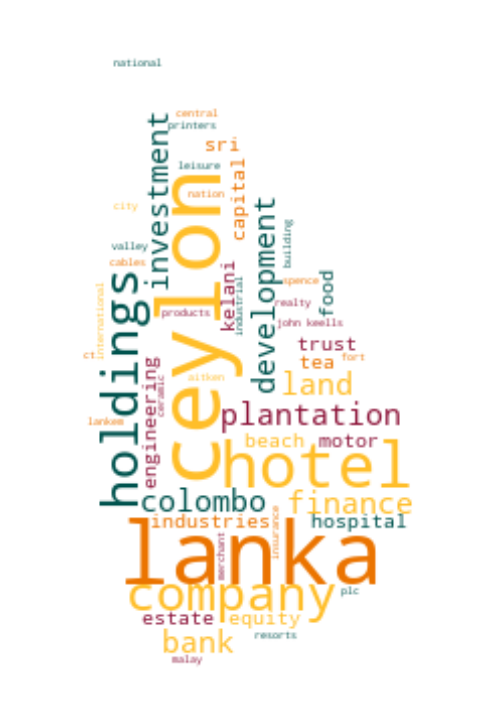 national
central
printers
sri
leisure
investment
ceylon
nation
capital
city
development
building
valley
cables
kelani
industrial
spence
food
holdings
international
products
realty
john keells
trust
ct
tea
fort
engineering
ceramic
aitken
land
lankem
plantation
beach
motor
hotel
colombo
finance
industries
insurance
hospital
lanka
merchant
company
plc
estate
equity
bank
resorts
malay